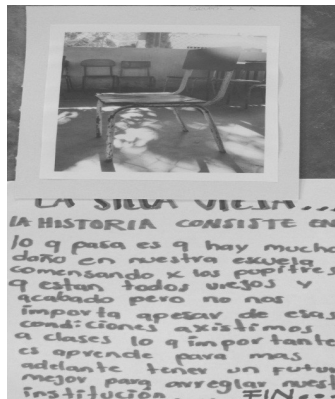 LA SILLA VIEJA...
LA HISTORIA CONSISTE EN
lo q pasa es q hay mucho
daño en nuestra escuela
comensando x los pupitres
q estan todos viejos y
acabado pero no nos
importa apesar de esas
condiciones axistimos
a clases lo q importante
es aprende para mas
adelante tener un futuro
mejor para arreglar nuest
institución FIN...